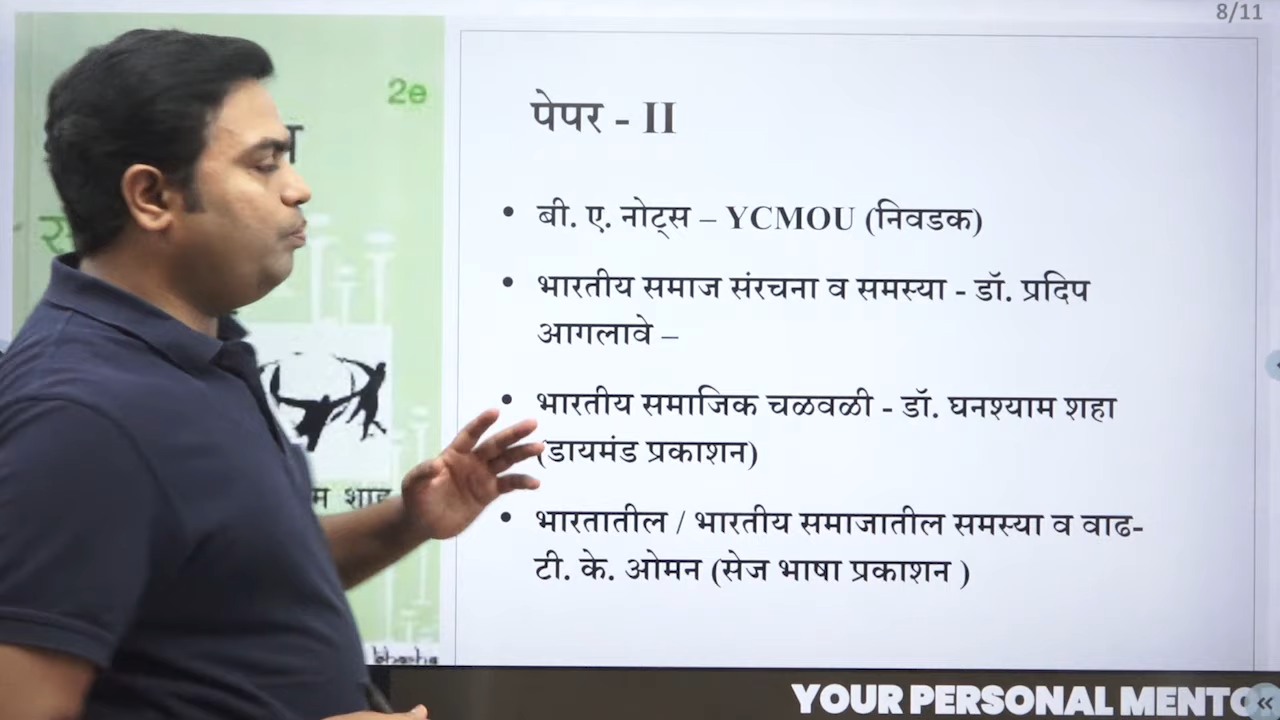 8/11
2e
पेपर - II
• बी. ए. नोट्स – YCMOU (निवडक)
• भारतीय समाज संरचना व समस्या - डॉ. प्रदिप
आगलावे –
• भारतीय समाजिक चळवळी - डॉ. घनश्याम शहा
(डायमंड प्रकाशन)
• भारतातील / भारतीय समाजातील समस्या व वाढ-
टी. के. ओमन (सेज भाषा प्रकाशन )
bhasha
YOUR PERSONAL